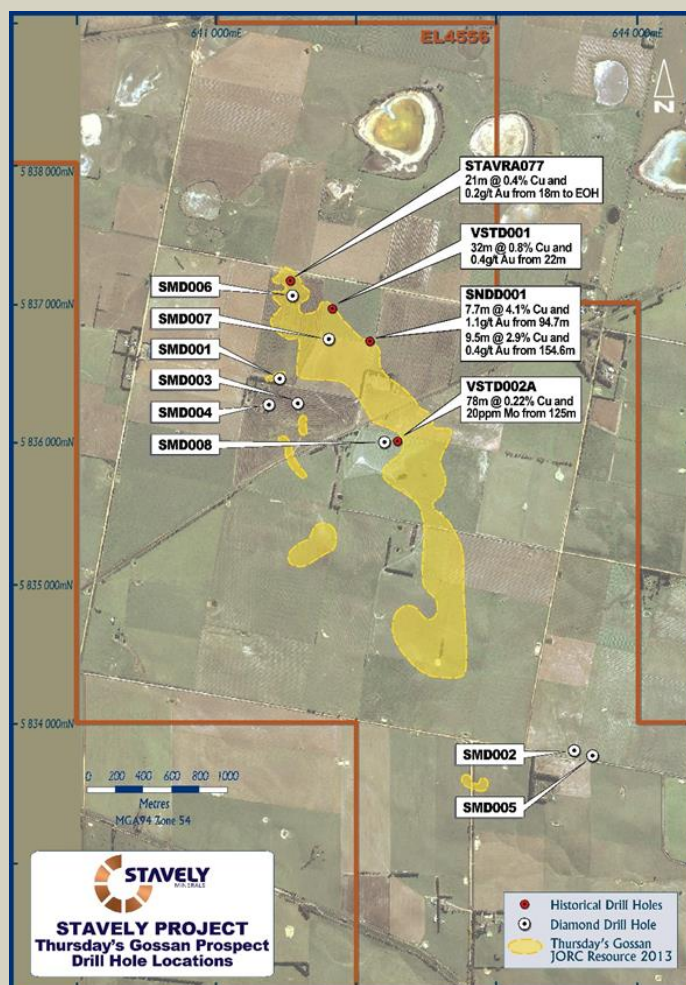 641 000mE
644 000mE
EL4556
N
5 838 000mN
STAVRA077
21m @ 0.4% Cu and
0.2g/t Au from 18m to EOH
VSTD001
32m @ 0.8% Cu and
0.4g/t Au from 22m
SMD006
5 837 000mN
SNDD001
7.7m @ 4.1% Cu and
1.1g/t Au from 94.7m
9.5m @ 2.9% Cu and
0.4g/t Au from 154.6m
SMD007
SMD001
SMD003
SMD004
VSTD002A
78m @ 0.22% Cu and
20ppm Mo from 125m
SMD008
5 836 000mN
5 835 000mN
5 834 000mN
SMD002
SMD005
0 200 400 600 800 1000
Metres
MGA94 Zone 54
STAVELY
MINERALS
STAVELY PROJECT
Thursday's Gossan Prospect
Drill Hole Locations
Historical Drill Holes
Diamond Drill Hole
Thursday's Gossan
JORC Resource 2013